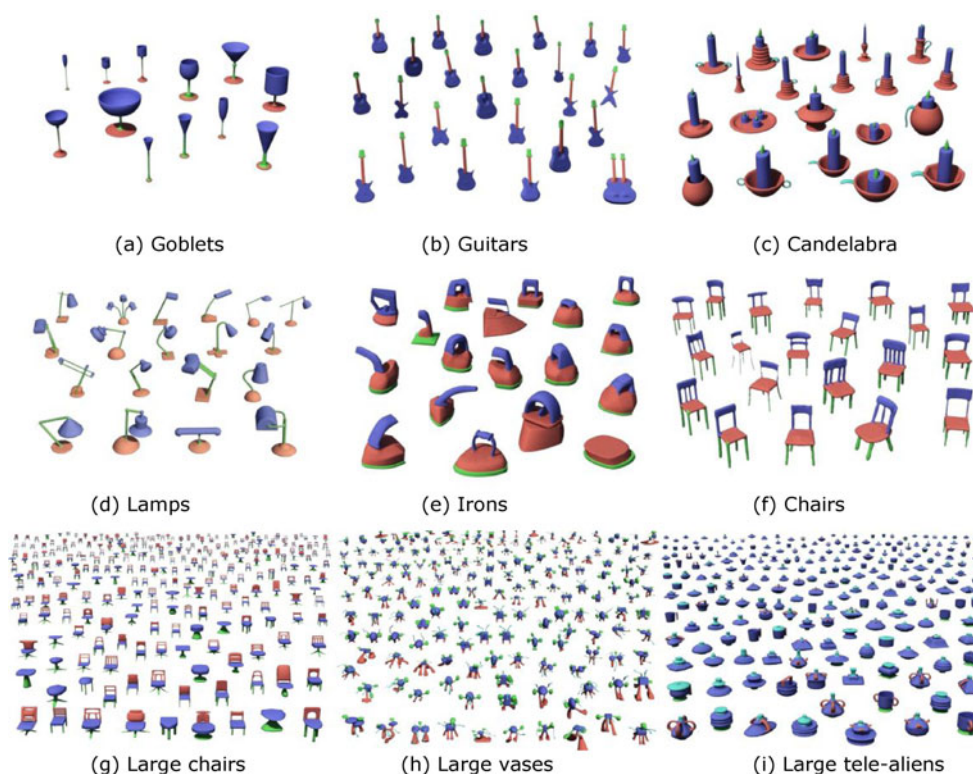 (a) Goblets
(b) Guitars
(c) Candelabra
(d) Lamps
(e) Irons
(f) Chairs
(g) Large chairs
(h) Large vases
(i) Large tele-aliens